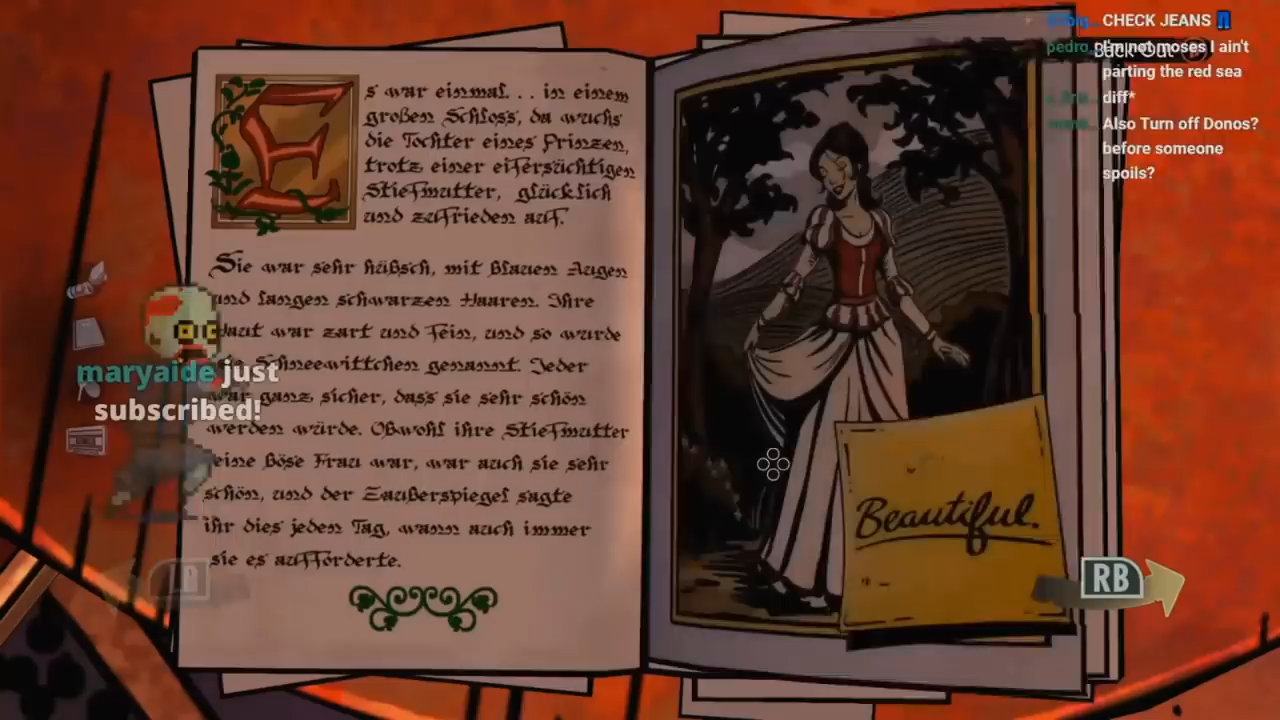 Es war einmal. . . in einem
großen Schloss, da wuchs
die Tochter eines Prinzen,
trotz einer eifersüchtigen
Stiefmutter, glücklich
und zufrieden auf.
Sie war sehr hübsch, mit blauen Augen
und langen schwarzen Haaren. Ihre
Haut war zart und fein, und so wurde
Schneewittchen genannt. Jeder
war ganz sicher, dass sie sehr schön
werden würde. Obwohl ihre Stiefmutter
eine böse Frau war, war auch sie sehr
schön, und der Zauberspiegel sagte
ihr dies jeden Tag, wann auch immer
sie es aufforderte.
maryaide just
subscribed!
Beautiful.
RB
CHECK JEANS
pedro I'm not moses I ain't
parting the red sea
diff*
Also Turn off Donos?
before someone
spoils?
Back Out